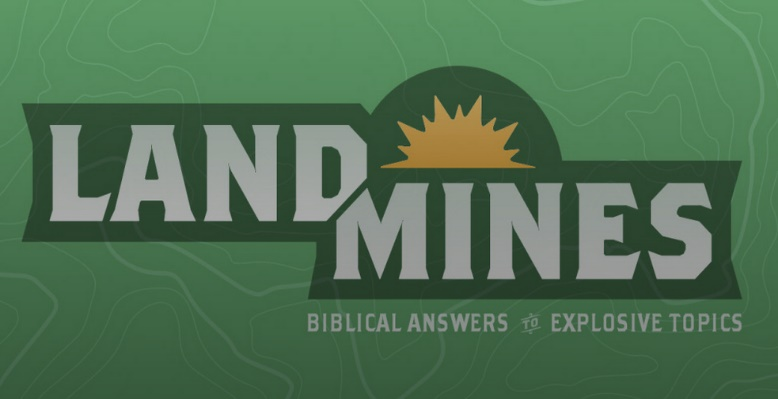 LAND
MINES
BIBLICAL ANSWERS TO EXPLOSIVE TOPICS